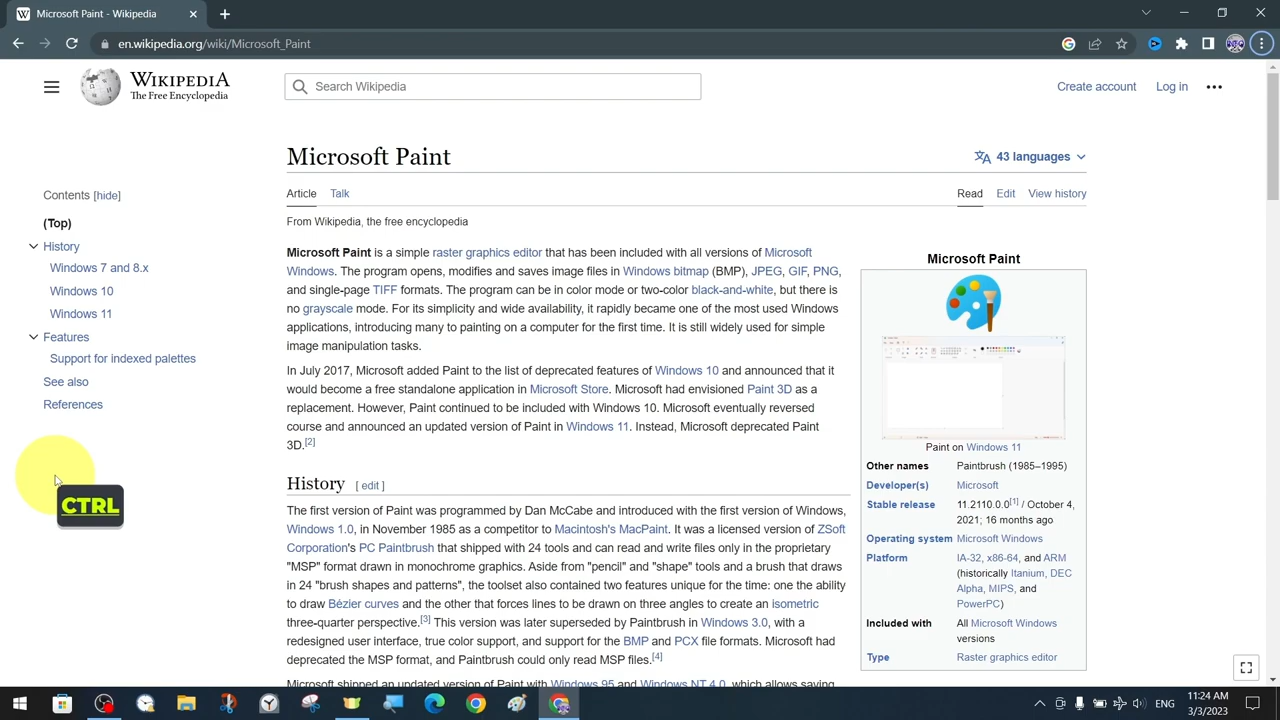 Microsoft Paint - Wikipedia
en.wikipedia.org/wiki/Microsoft_Paint
WIKIPEDIA
The Free Encyclopedia
Search Wikipedia
Create account
Log in
Microsoft Paint
43 languages
Contents [hide]
(Top)
History
Windows 7 and 8.x
Windows 10
Windows 11
Features
Support for indexed palettes
See also
References
Article
Talk
Read
Edit
View history
From Wikipedia, the free encyclopedia
Microsoft Paint is a simple raster graphics editor that has been included with all versions of Microsoft
Windows. The program opens, modifies and saves image files in Windows bitmap (BMP), JPEG, GIF, PNG,
and single-page TIFF formats. The program can be in color mode or two-color black-and-white, but there is
no grayscale mode. For its simplicity and wide availability, it rapidly became one of the most used Windows
applications, introducing many to painting on a computer for the first time. It is still widely used for simple
image manipulation tasks.
In July 2017, Microsoft added Paint to the list of deprecated features of Windows 10 and announced that it
would become a free standalone application in Microsoft Store. Microsoft had envisioned Paint 3D as a
replacement. However, Paint continued to be included with Windows 10. Microsoft eventually reversed
course and announced an updated version of Paint in Windows 11. Instead, Microsoft deprecated Paint
3D.[2]
History [ edit ]
The first version of Paint was programmed by Dan McCabe and introduced with the first version of Windows,
Windows 1.0, in November 1985 as a competitor to Macintosh's MacPaint. It was a licensed version of ZSoft
Corporation's PC Paintbrush that shipped with 24 tools and can read and write files only in the proprietary
"MSP" format drawn in monochrome graphics. Aside from "pencil" and "shape" tools and a brush that draws
in 24 "brushshapes and patterns", the toolset also contained two features unique for the time: one the ability
to draw Bézier curves and the other that forces lines to be drawn on three angles to create an isometric
three-quarter perspective.[3] This version was later superseded by Paintbrush in Windows 3.0, with a
redesigned user interface, true color support, and support for the BMP and PCX file formats. Microsoft had
deprecated the MSP format, and Paintbrush could only read MSP files.[4]
Microsoft shipped an updated version of Paint with Windows 95 and Windows NT 4.0, which allows saving
Microsoft Paint
Paint on Windows 11
Other names Paintbrush (1985–1995)
Developer(s) Microsoft
Stable release 11.2110.0.0[1] / October 4,
2021; 16 months ago
Operating system Microsoft Windows
Platform IA-32, x86-64, and ARM
(historically Itanium, DEC
Alpha, MIPS, and
PowerPC)
Included with All Microsoft Windows
versions
Type Raster graphics editor
CTRL
ENG
11:24 AM
3/15/2023